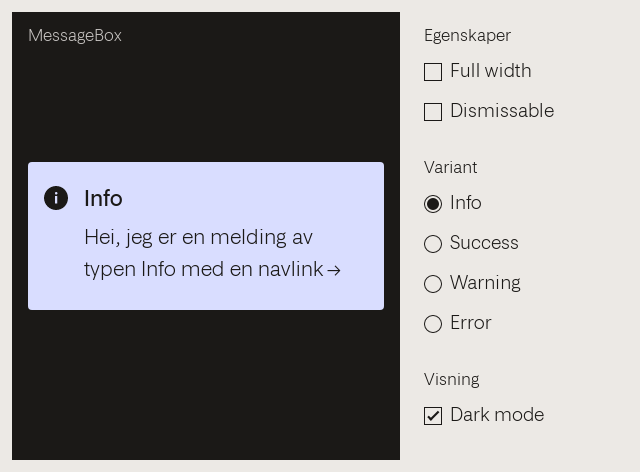 MessageBox
Info
Hei, jeg er en melding av
typen Info med en navlink→
Egenskaper
Full width
Dismissable
Variant
Info
Success
Warning
Error
Visning
Dark mode